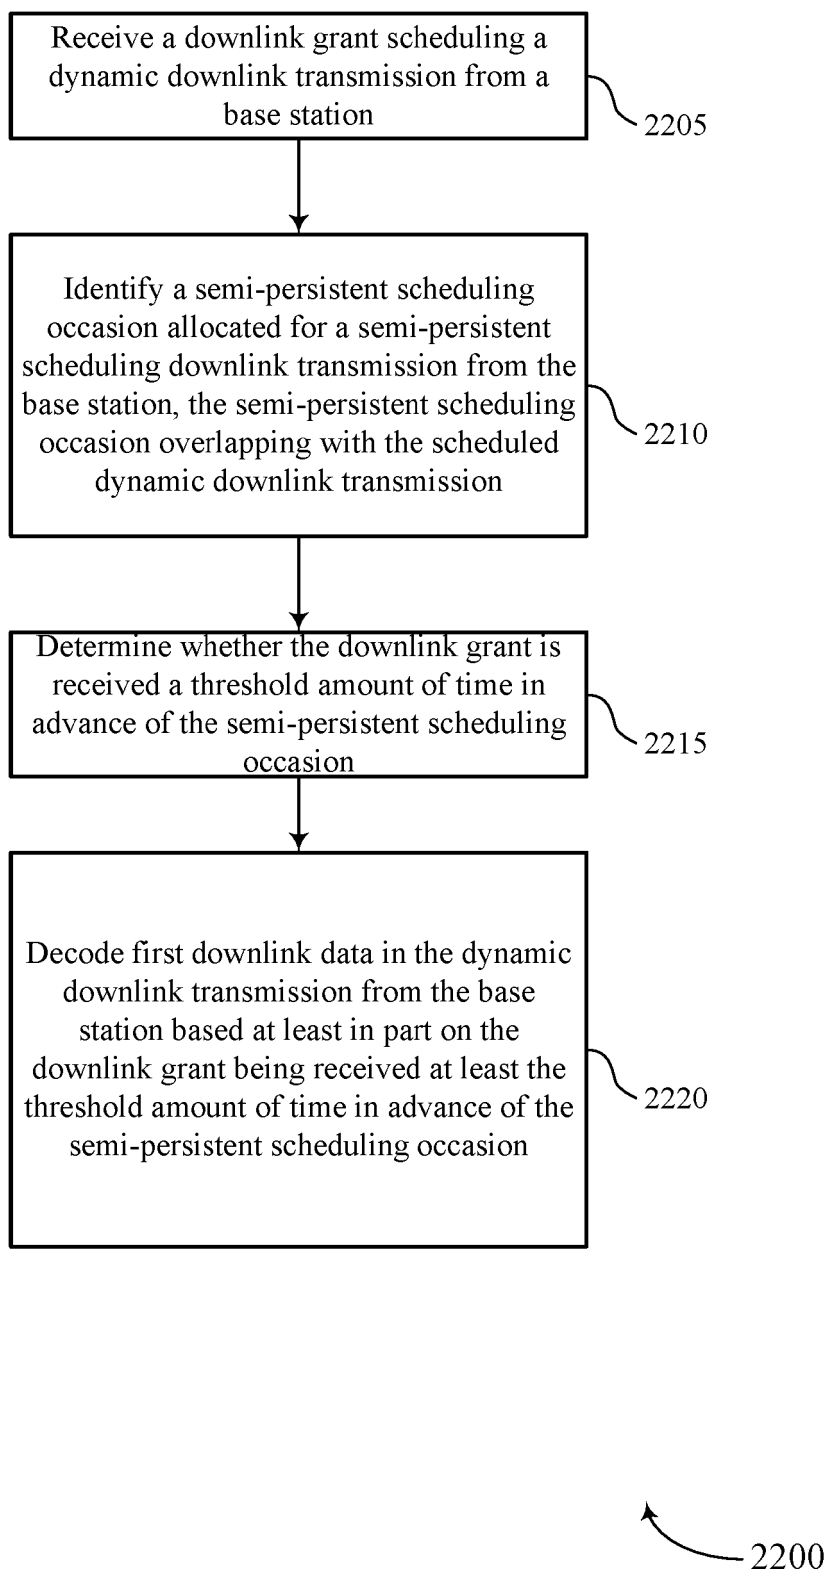 Receive a downlink grant scheduling a
dynamic downlink transmission from a
base station
2205
Identify a semi-persistent scheduling
occasion allocated for a semi-persistent
scheduling downlink transmission from the
base station, the semi-persistent scheduling
occasion overlapping with the scheduled
dynamic downlink transmission
2210
Determine whether the downlink grant is
received a threshold amount of time in
advance of the semi-persistent scheduling
occasion
2215
Decode first downlink data in the dynamic
downlink transmission from the base
station based at least in part on the
downlink grant being received at least the
threshold amount of time in advance of the
semi-persistent scheduling occasion
2220
2200